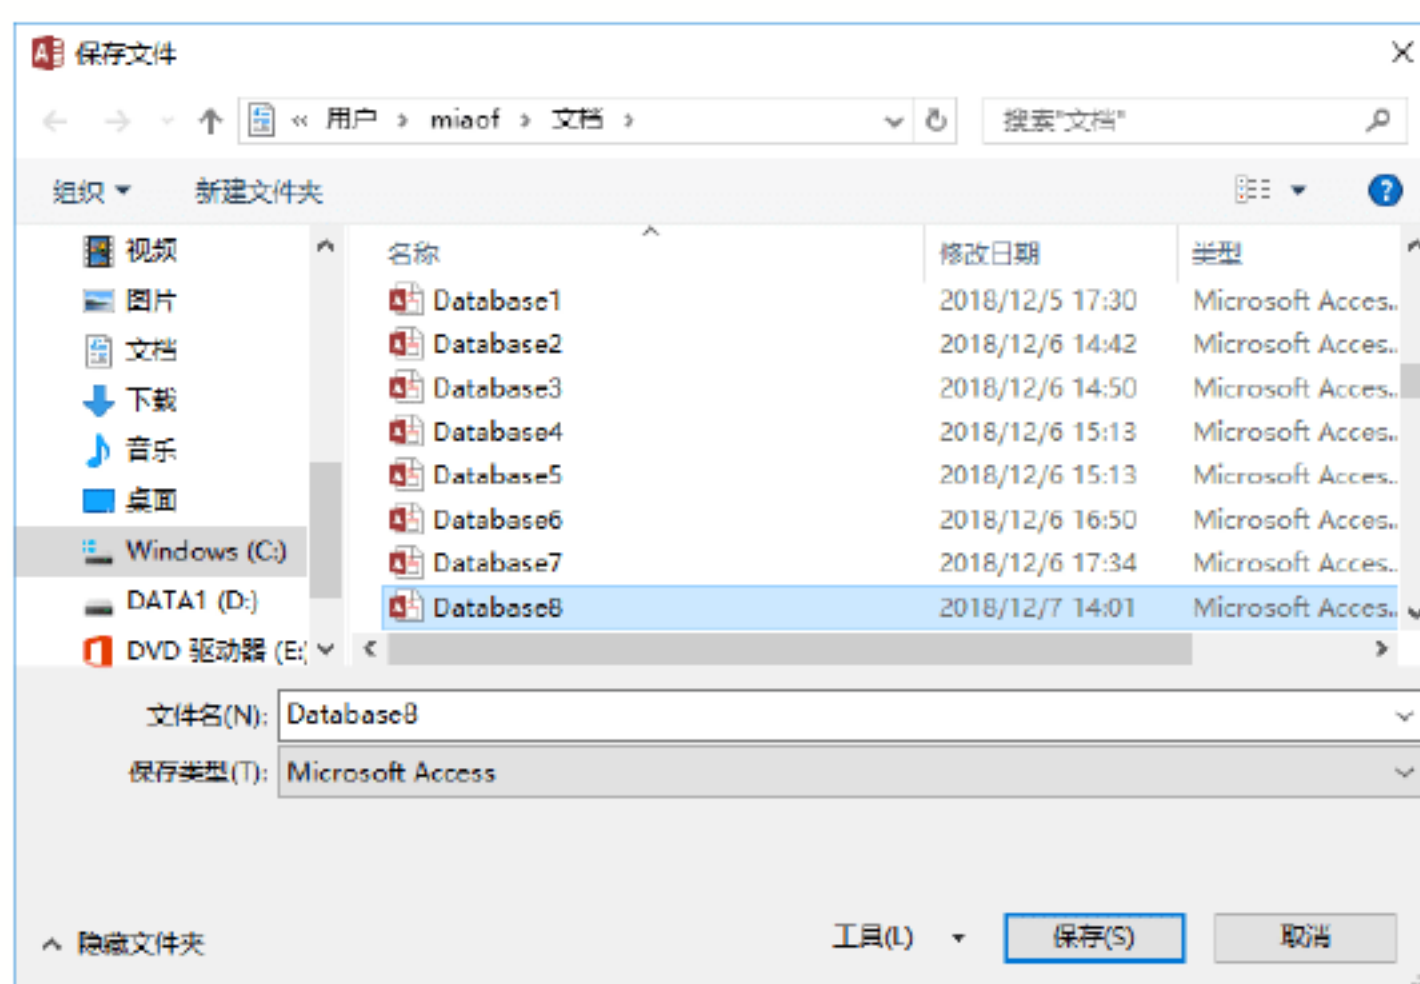 保存文件
« 用户 › miaof › 文档 ›
搜索"文档"
组织 新建文件夹
视频
图片
文档
下载
音乐
桌面
Windows (C:)
DATA1 (D:)
DVD 驱动器 (E:)
名称 修改日期 类型
Database1 2018/12/5 17:30 Microsoft Acces..
Database2 2018/12/6 14:42 Microsoft Acces..
Database3 2018/12/6 14:50 Microsoft Acces..
Database4 2018/12/6 15:13 Microsoft Acces..
Database5 2018/12/6 15:13 Microsoft Acces..
Database6 2018/12/6 16:50 Microsoft Acces..
Database7 2018/12/6 17:34 Microsoft Acces..
Database8 2018/12/7 14:01 Microsoft Acces..
文件名(N): Database8
保存类型(T): Microsoft Access
隐藏文件夹
工具(L) 保存(S) 取消